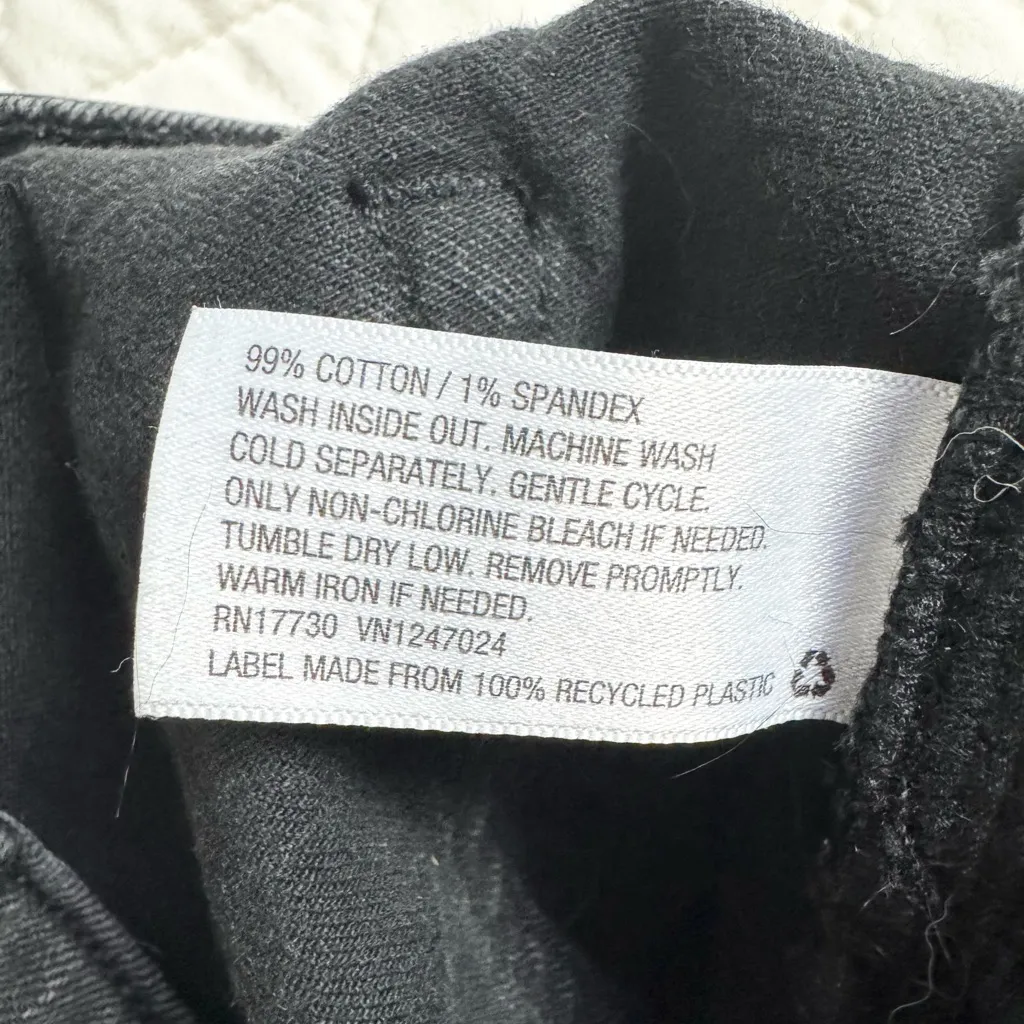 99% COTTON / 1% SPANDEX
WASH INSIDE OUT. MACHINE WASH
COLD SEPARATELY. GENTLE CYCLE.
ONLY NON-CHLORINE BLEACH IF NEEDED.
TUMBLE DRY LOW. REMOVE PROMPTLY.
WARM IRON IF NEEDED.
RN17730 VN1247024
LABEL MADE FROM 100% RECYCLED PLASTIC